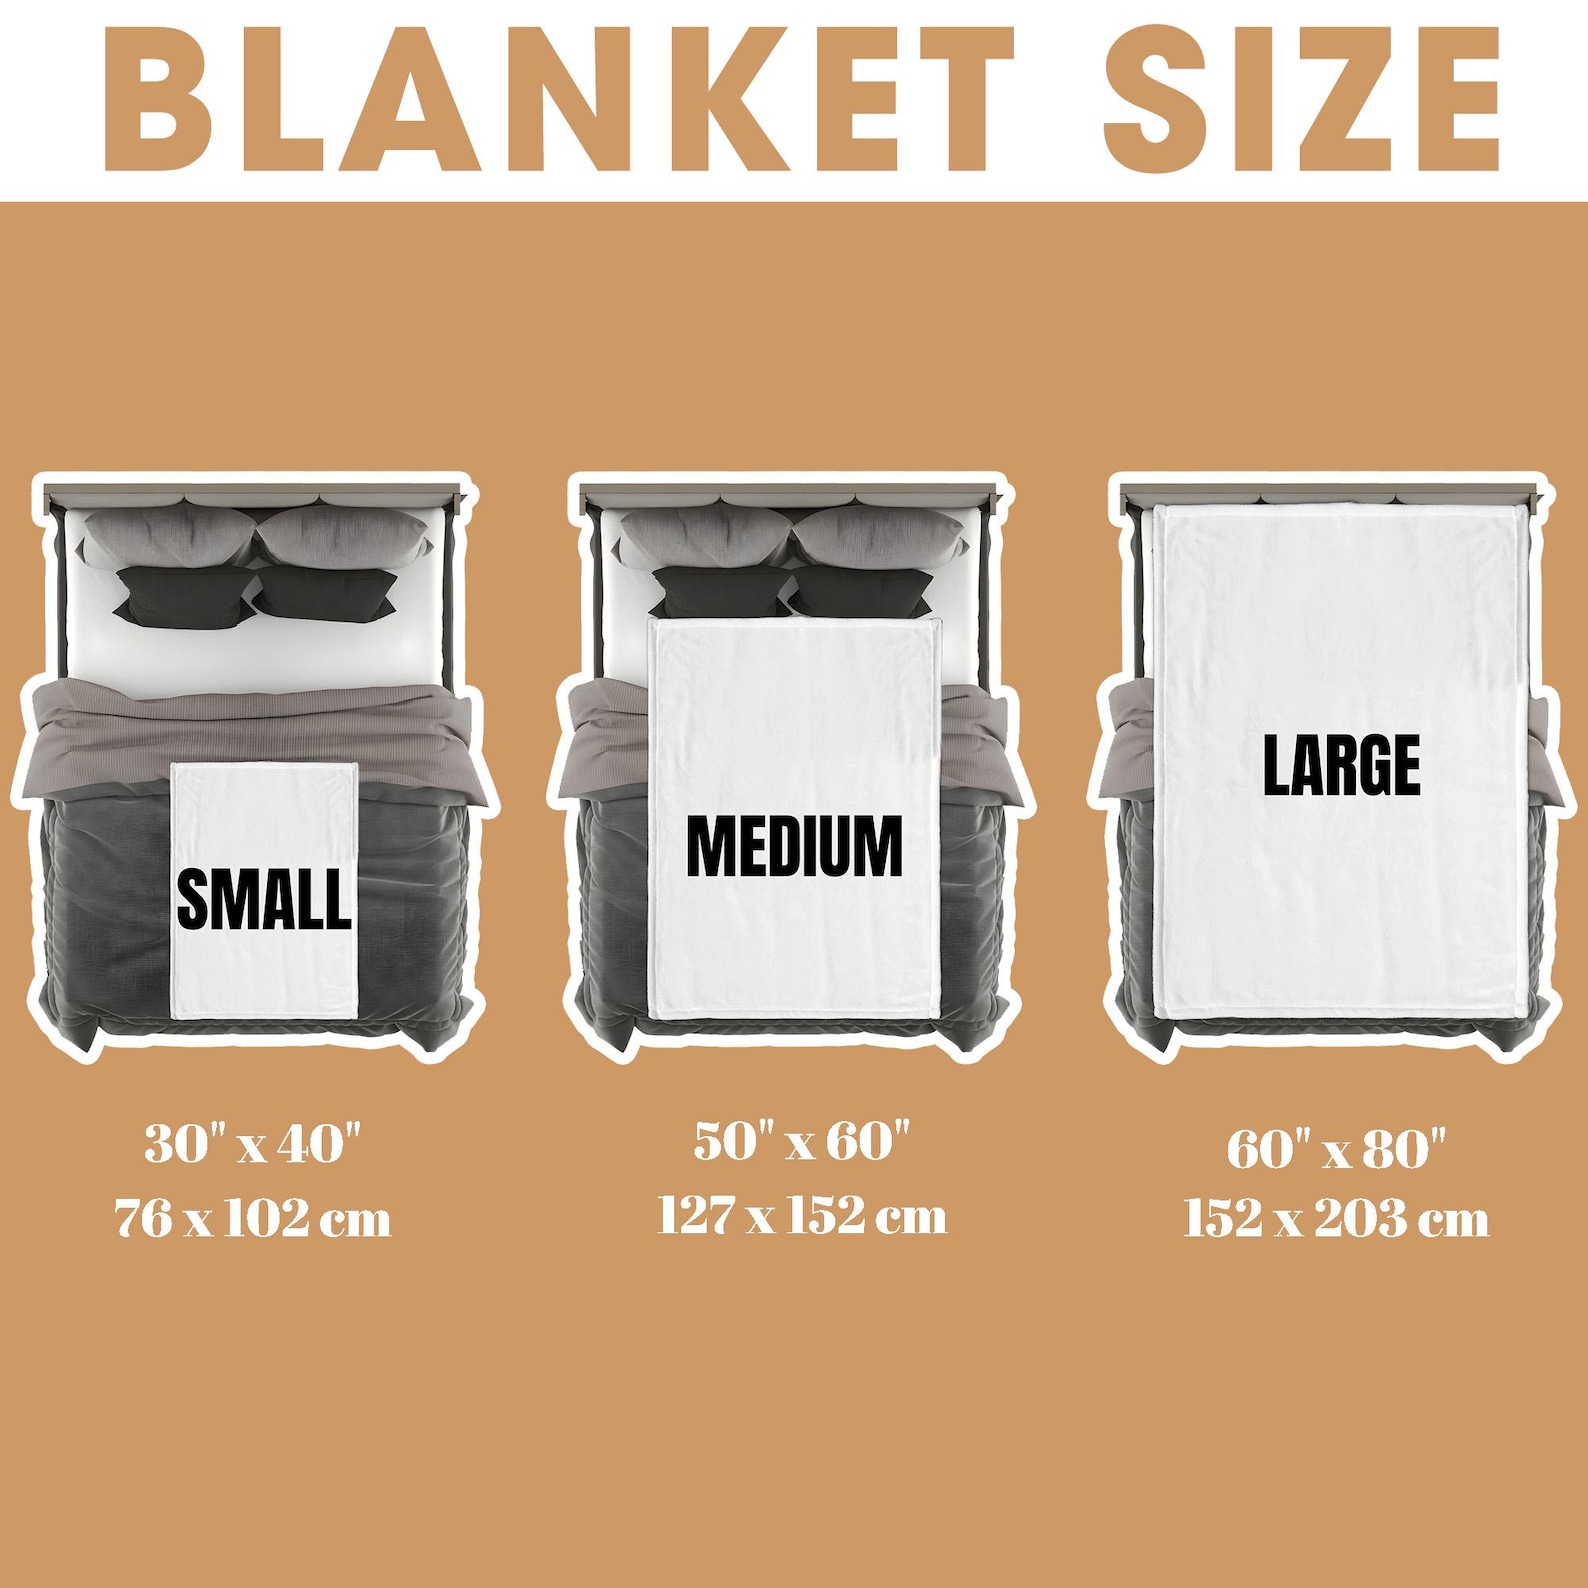 BLANKET SIZE
SMALL
MEDIUM
LARGE
30" x 40"
76 x 102 cm
50" x 60"
127 x 152 cm
60" x 80"
152 x 203 cm